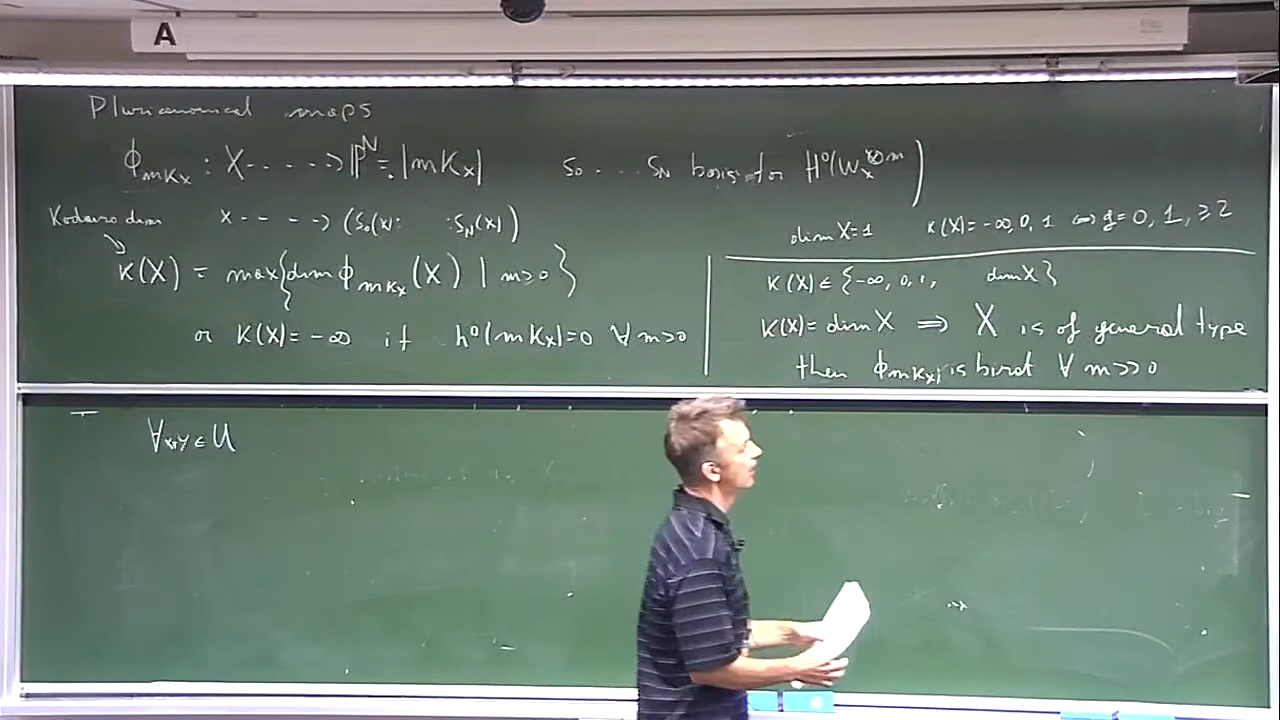 A
Pluricanonical maps
ϕ_{mK_X} : X - - - - -> ℙ^N = |mK_X|   s_0 . . . s_N basis for H^0(ω_X^{⊗m})
Kodaira dim   x - - - - -> (s_0(x): :s_N(x))
κ(X) = max{dim ϕ_{mK_X}(X) | m>0}
or κ(X) = -∞ if h^0(mK_X)=0 ∀ m>0
dim X=1   κ(X)= -∞, 0, 1 ⇔ g= 0, 1, ≥2
κ(X) ∈ {-∞, 0, 1,   dim X}
κ(X) = dim X ⇒ X is of general type
then ϕ_{mK_X} is birat ∀ m>>0
∀ x,y ∈ U